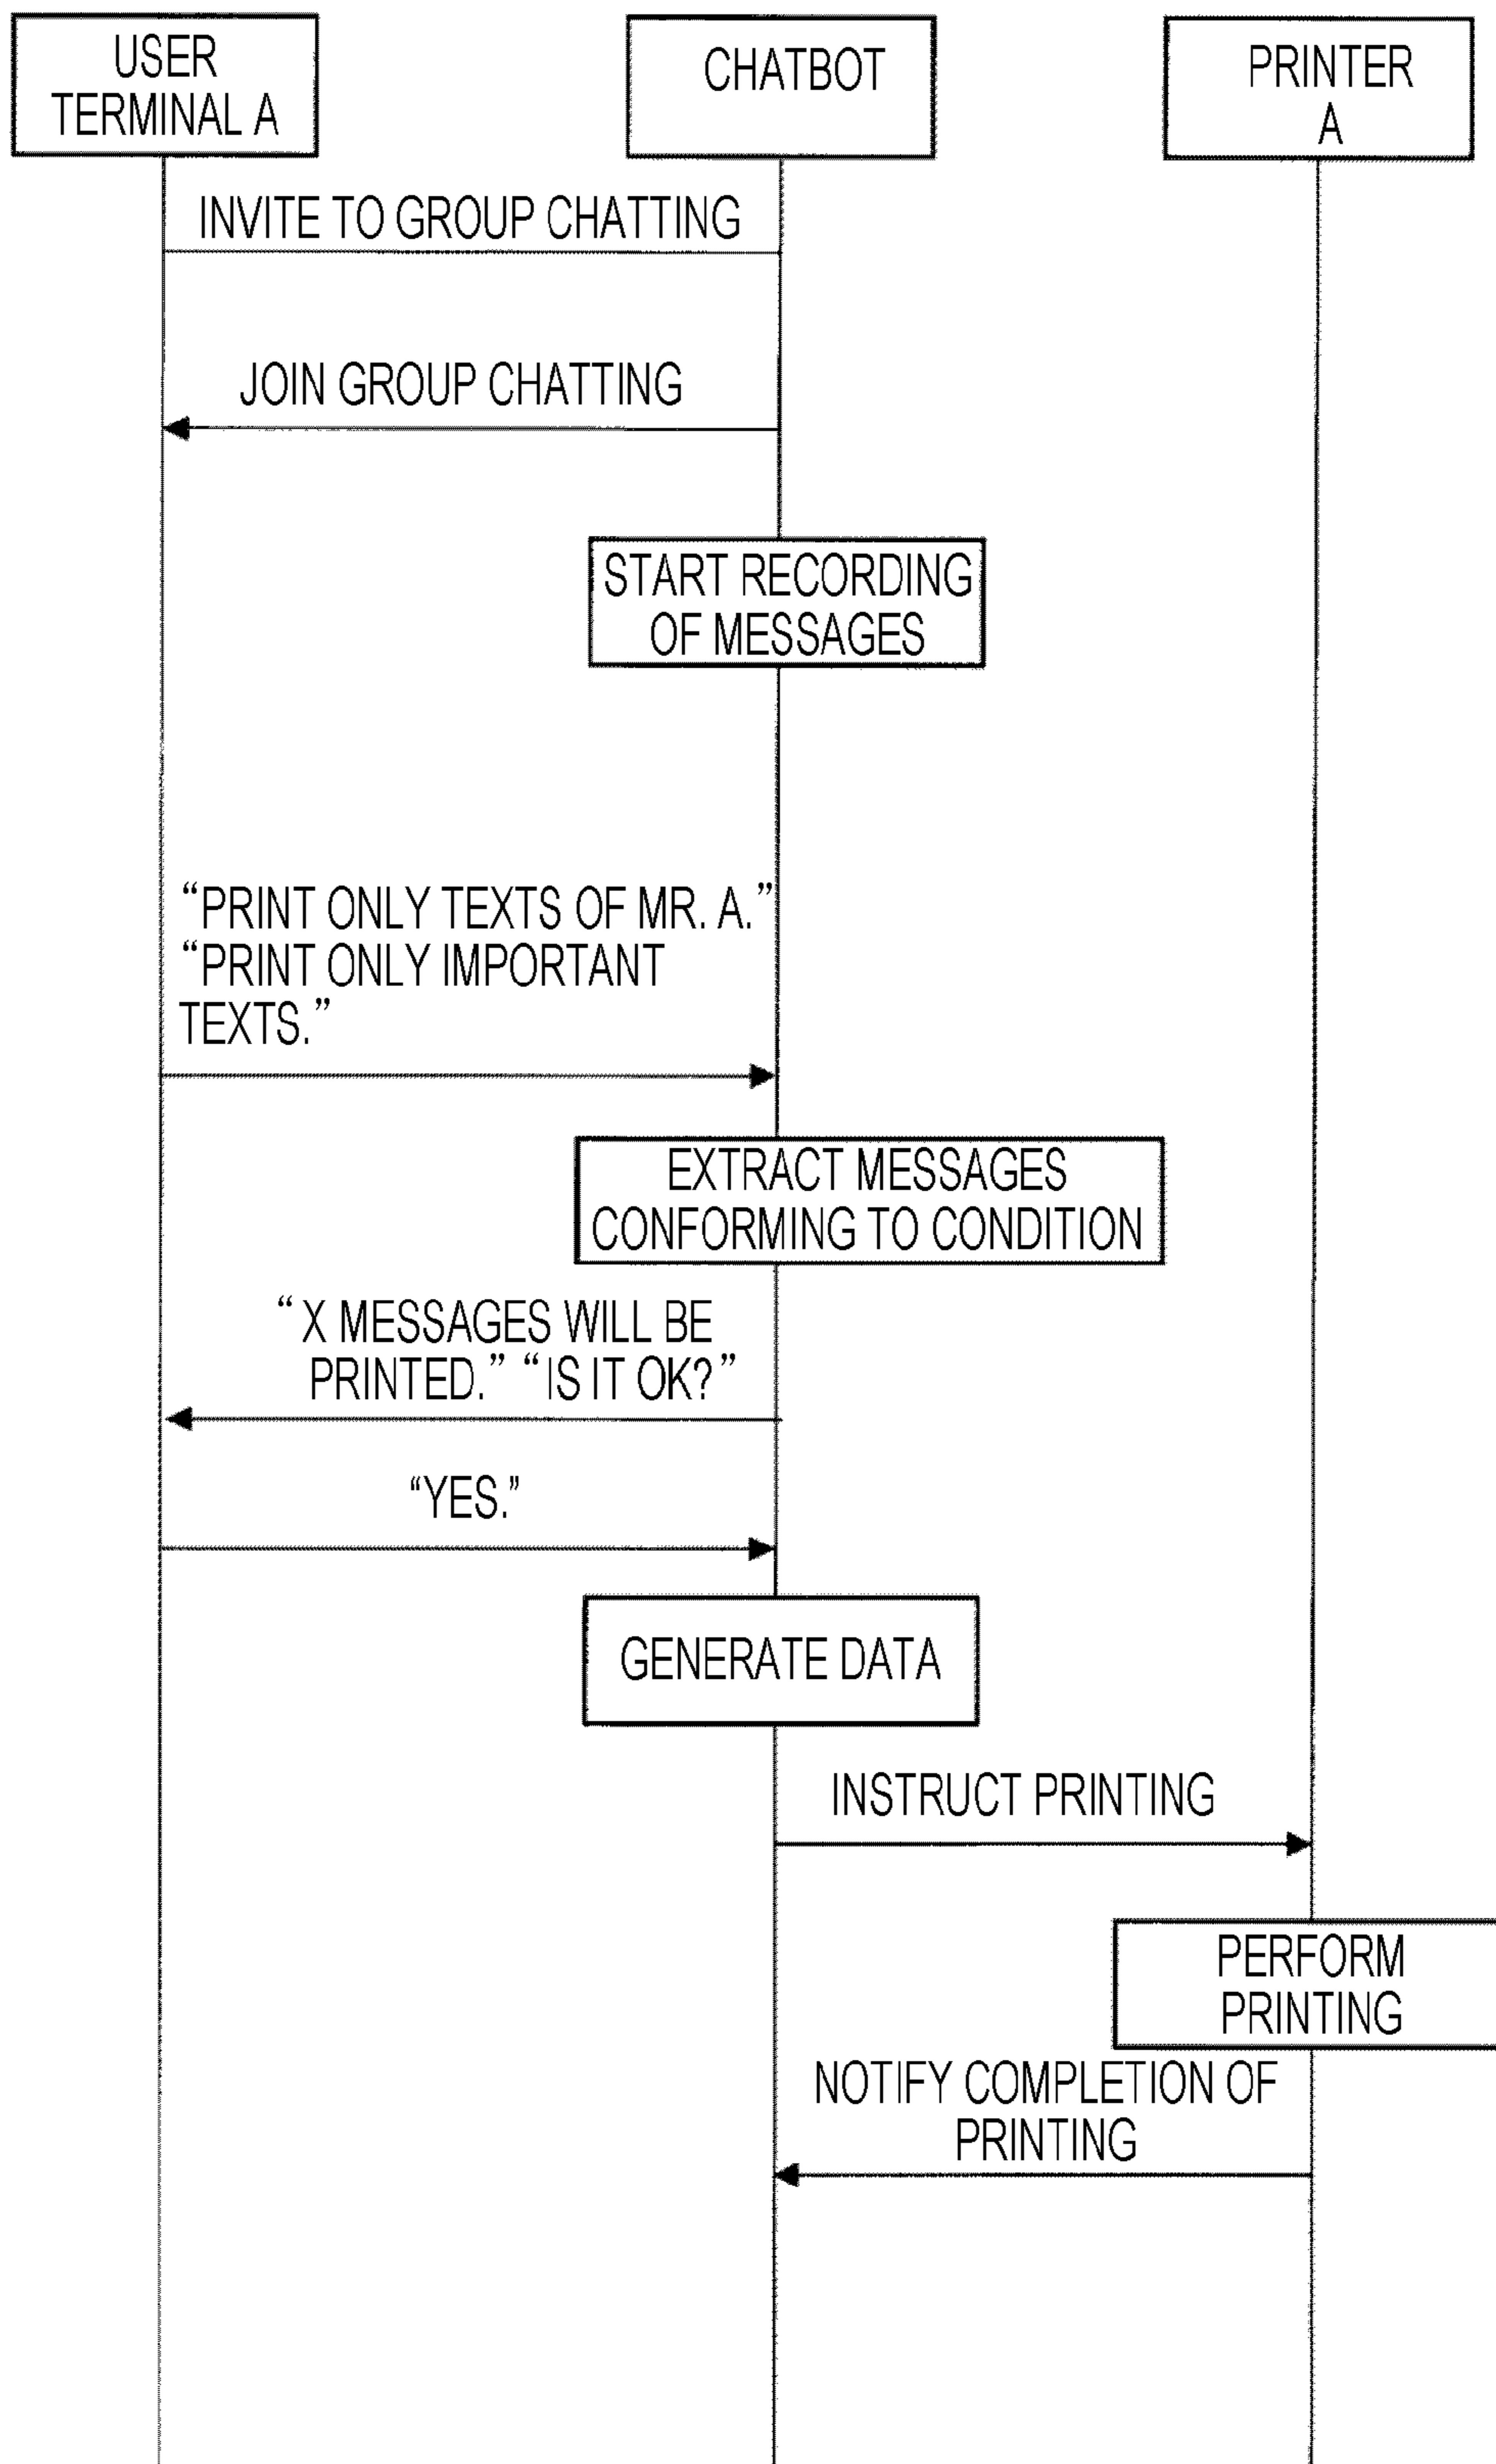 USER
TERMINAL A
CHATBOT
PRINTER
A
INVITE TO GROUP CHATTING
JOIN GROUP CHATTING
START RECORDING
OF MESSAGES
“PRINT ONLY TEXTS OF MR. A.”
“PRINT ONLY IMPORTANT
TEXTS.”
EXTRACT MESSAGES
CONFORMING TO CONDITION
“X MESSAGES WILL BE
PRINTED.” “IS IT OK?”
“YES.”
GENERATE DATA
INSTRUCT PRINTING
PERFORM
PRINTING
NOTIFY COMPLETION OF
PRINTING